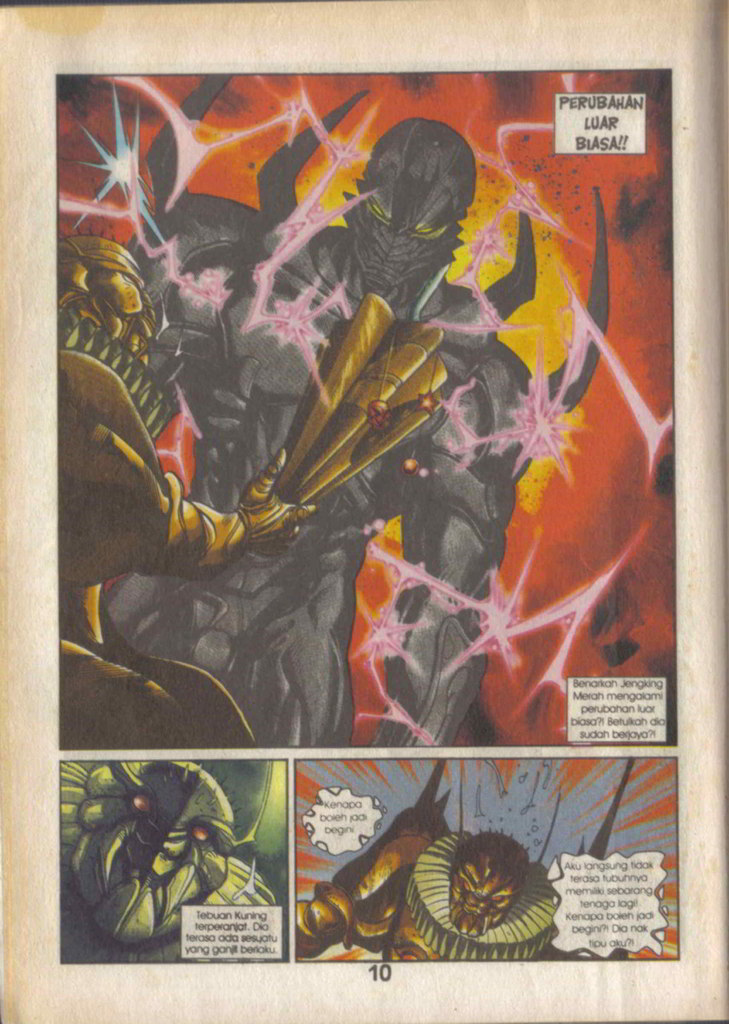 PERUBAHAN
LUAR
BIASA!!
Benarkah Jengking
Merah mengalami
perubahan luar
biasa?! Betulkah dia
sudah berjaya?!
Tebuan Kuning
terperanjat. Dia
terasa ada sesuatu
yang ganjil berlaku.
Kenapa
boleh jadi
begini
Aku langsung tidak
terasa tubuhnya
memiliki sebarang
tenaga lagi!
Kenapa boleh jadi
begini?! Dia nak
tipu aku?!
10